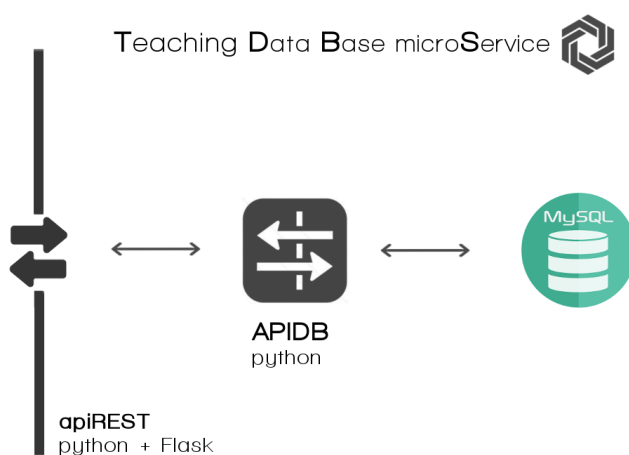 Teaching Data Base microService
MySQL
APIDB
python
apiREST
python + Flask